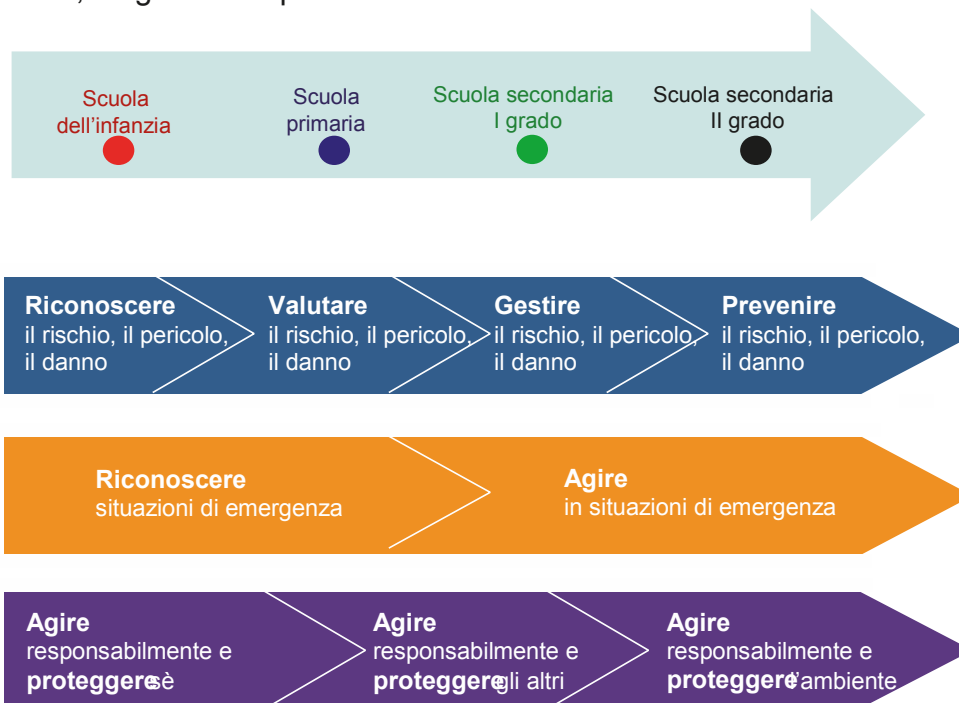 Scuola
dell'infanzia
Scuola
primaria
Scuola secondaria
I grado
Scuola secondaria
II grado
Riconoscere
il rischio, il pericolo,
il danno
Valutare
il rischio, il pericolo,
il danno
Gestire
il rischio, il pericolo,
il danno
Prevenire
il rischio, il pericolo,
il danno
Riconoscere
situazioni di emergenza
Agire
in situazioni di emergenza
Agire
responsabilmente e
proteggere sè
Agire
responsabilmente e
proteggere gli altri
Agire
responsabilmente e
proteggere l'ambiente